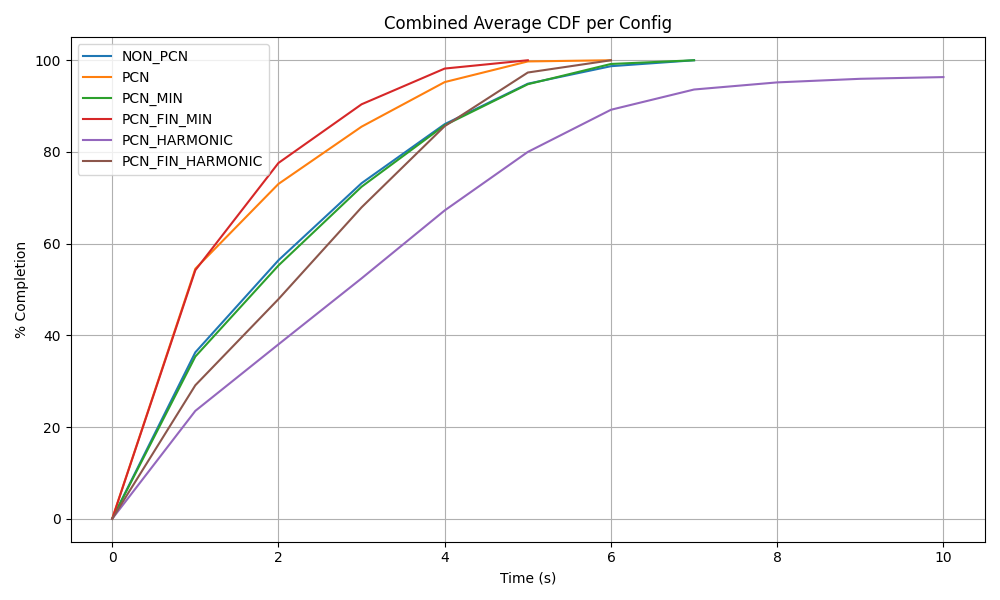 Combined Average CDF per Config
NON_PCN
PCN
PCN_MIN
PCN_FIN_MIN
PCN_HARMONIC
PCN_FIN_HARMONIC
% Completion
100
80
60
40
20
0
0 2 4 6 8 10
Time (s)